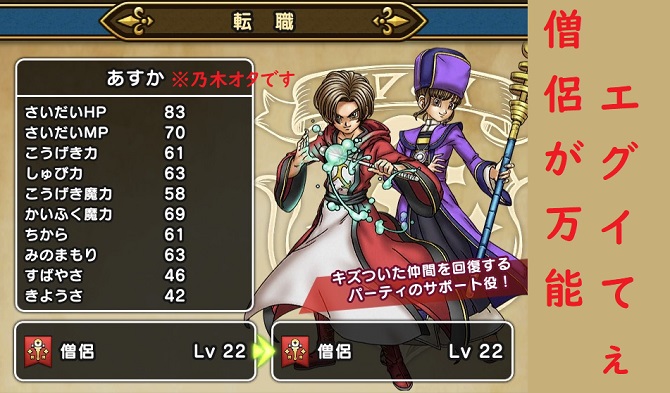 転職
あすか ※乃木オタです
さいだいHP 83
さいだいMP 70
こうげき力 61
しゅび力 63
こうげき魔力 58
かいふく魔力 69
ちから 61
みのまもり 63
すばやさ 46
きようさ 42
キズついた仲間を回復する
パーティのサポート役！
僧侶 Lv 22
僧侶 Lv 22
エグイてぇ
僧侶が万能